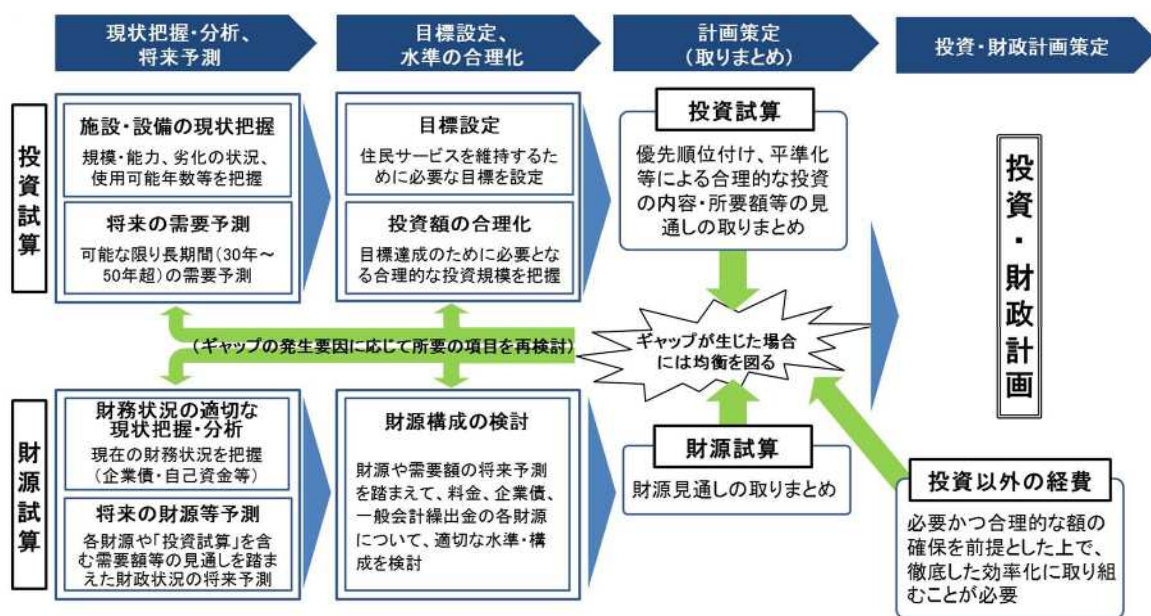 現状把握・分析、
将来予測
目標設定、
水準の合理化
計画策定
(取りまとめ)
投資・財政計画策定
投資試算
施設・設備の現状把握
規模・能力、劣化の状況、
使用可能年数等を把握
将来の需要予測
可能な限り長期間(30年～
50年超)の需要予測
目標設定
住民サービスを維持するた
めに必要な目標を設定
投資額の合理化
目標達成のために必要とな
る合理的な投資規模を把握
投資試算
優先順位付け、平準化
等による合理的な投資
の内容・所要額等の見
通しの取りまとめ
(ギャップの発生要因に応じて所要の項目を再検討)
ギャップが生じた場合
には均衡を図る
投資・財政計画
財源試算
財務状況の適切な
現状把握・分析
現在の財務状況を把握
(企業債・自己資金等)
将来の財源等予測
各財源や「投資試算」を含
む需要額等の見通しを踏ま
えた財政状況の将来予測
財源構成の検討
財源や需要額の将来予測
を踏まえて、料金、企業債、
一般会計繰出金の各財源
について、適切な水準・構
成を検討
財源試算
財源見通しの取りまとめ
投資以外の経費
必要かつ合理的な額の
確保を前提とした上で、
徹底した効率化に取り組
むことが必要